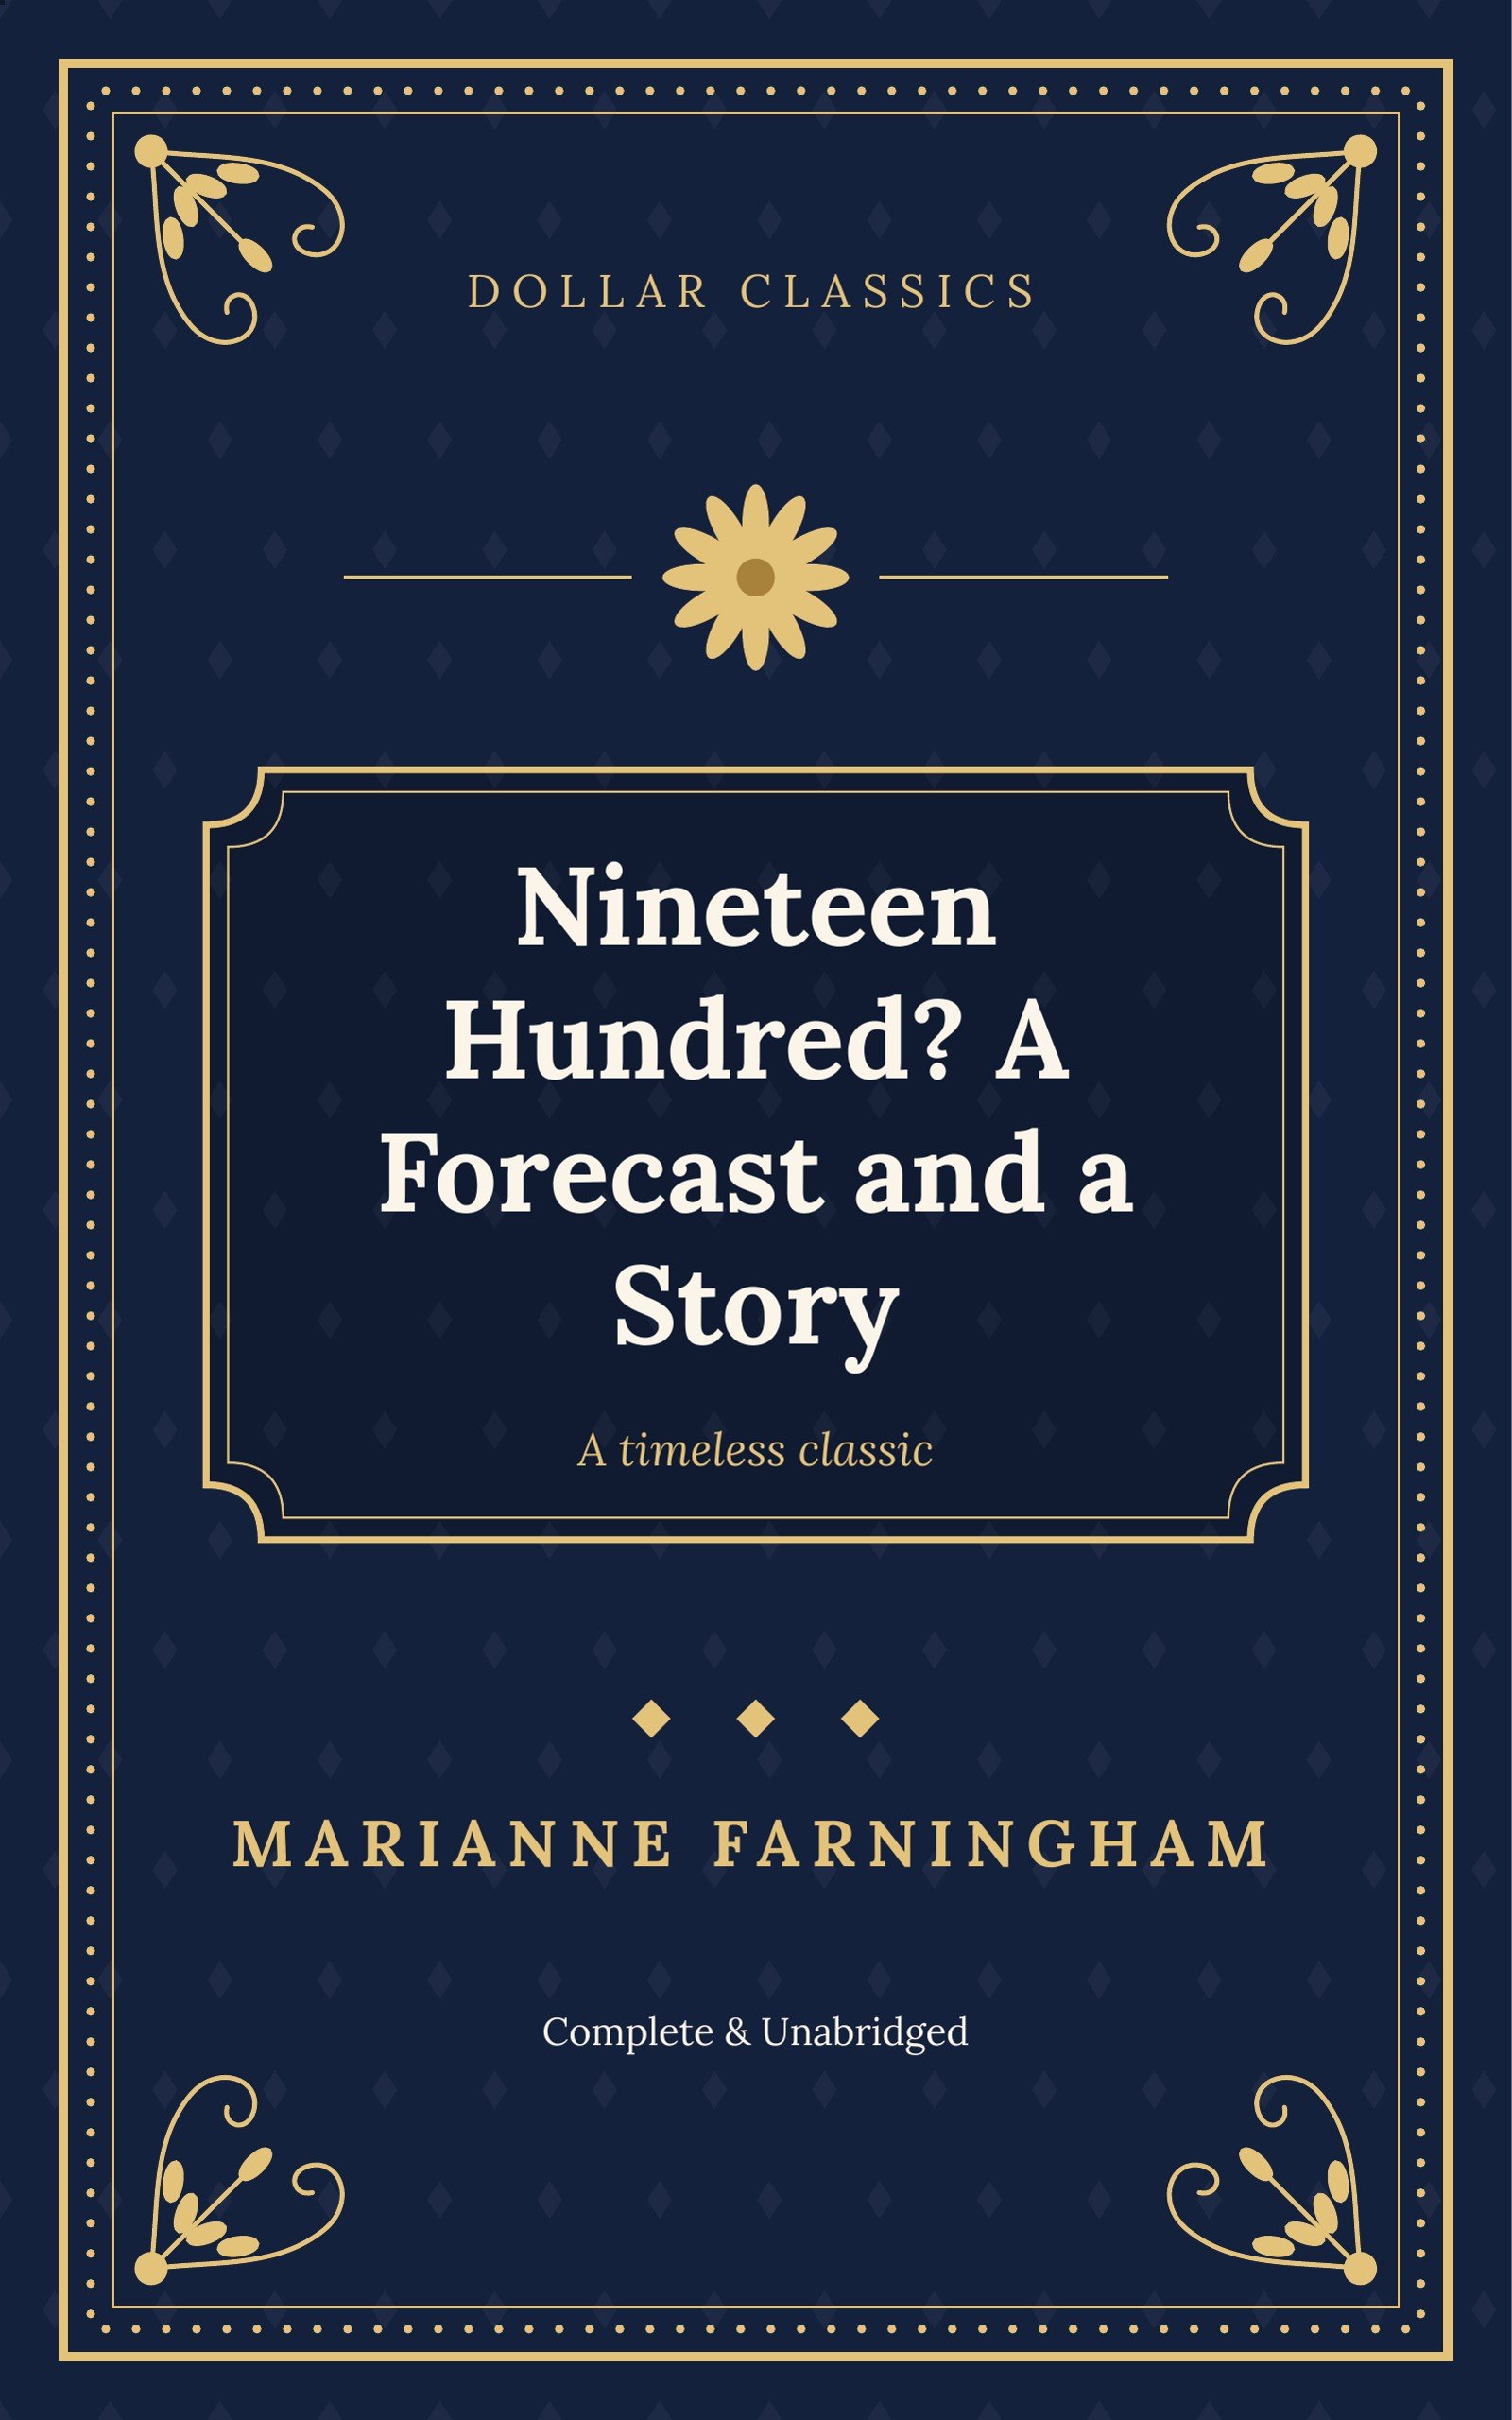 DOLLAR CLASSICS
Nineteen
Hundred? A
Forecast and a
Story
A timeless classic
MARIANNE FARNINGHAM
Complete & Unabridged